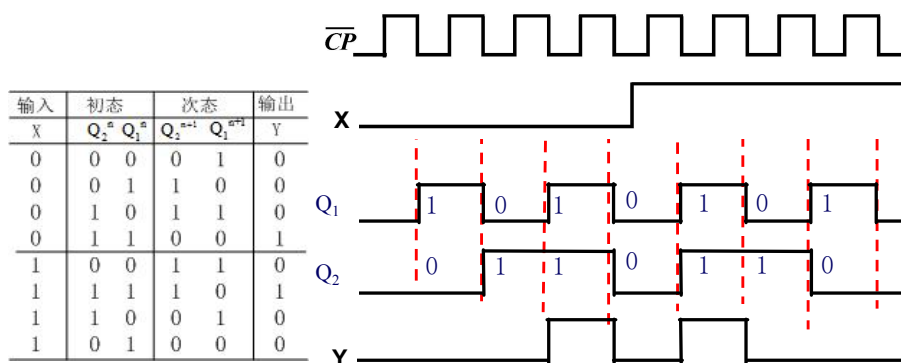 输入 初态 次态 输出
X Q₂ⁿ Q₁ⁿ Q₂ⁿ⁺¹ Q₁ⁿ⁺¹ Y
0 0 0 0 1 0
0 0 1 1 0 0
0 1 0 1 1 0
0 1 1 0 0 1
1 0 0 1 1 0
1 1 1 1 0 1
1 1 0 0 1 0
1 0 1 0 0 0
C̅P̅
X
Q₁ 1 0 1 0 1 0 1
Q₂ 0 1 1 0 1 1 0
Y